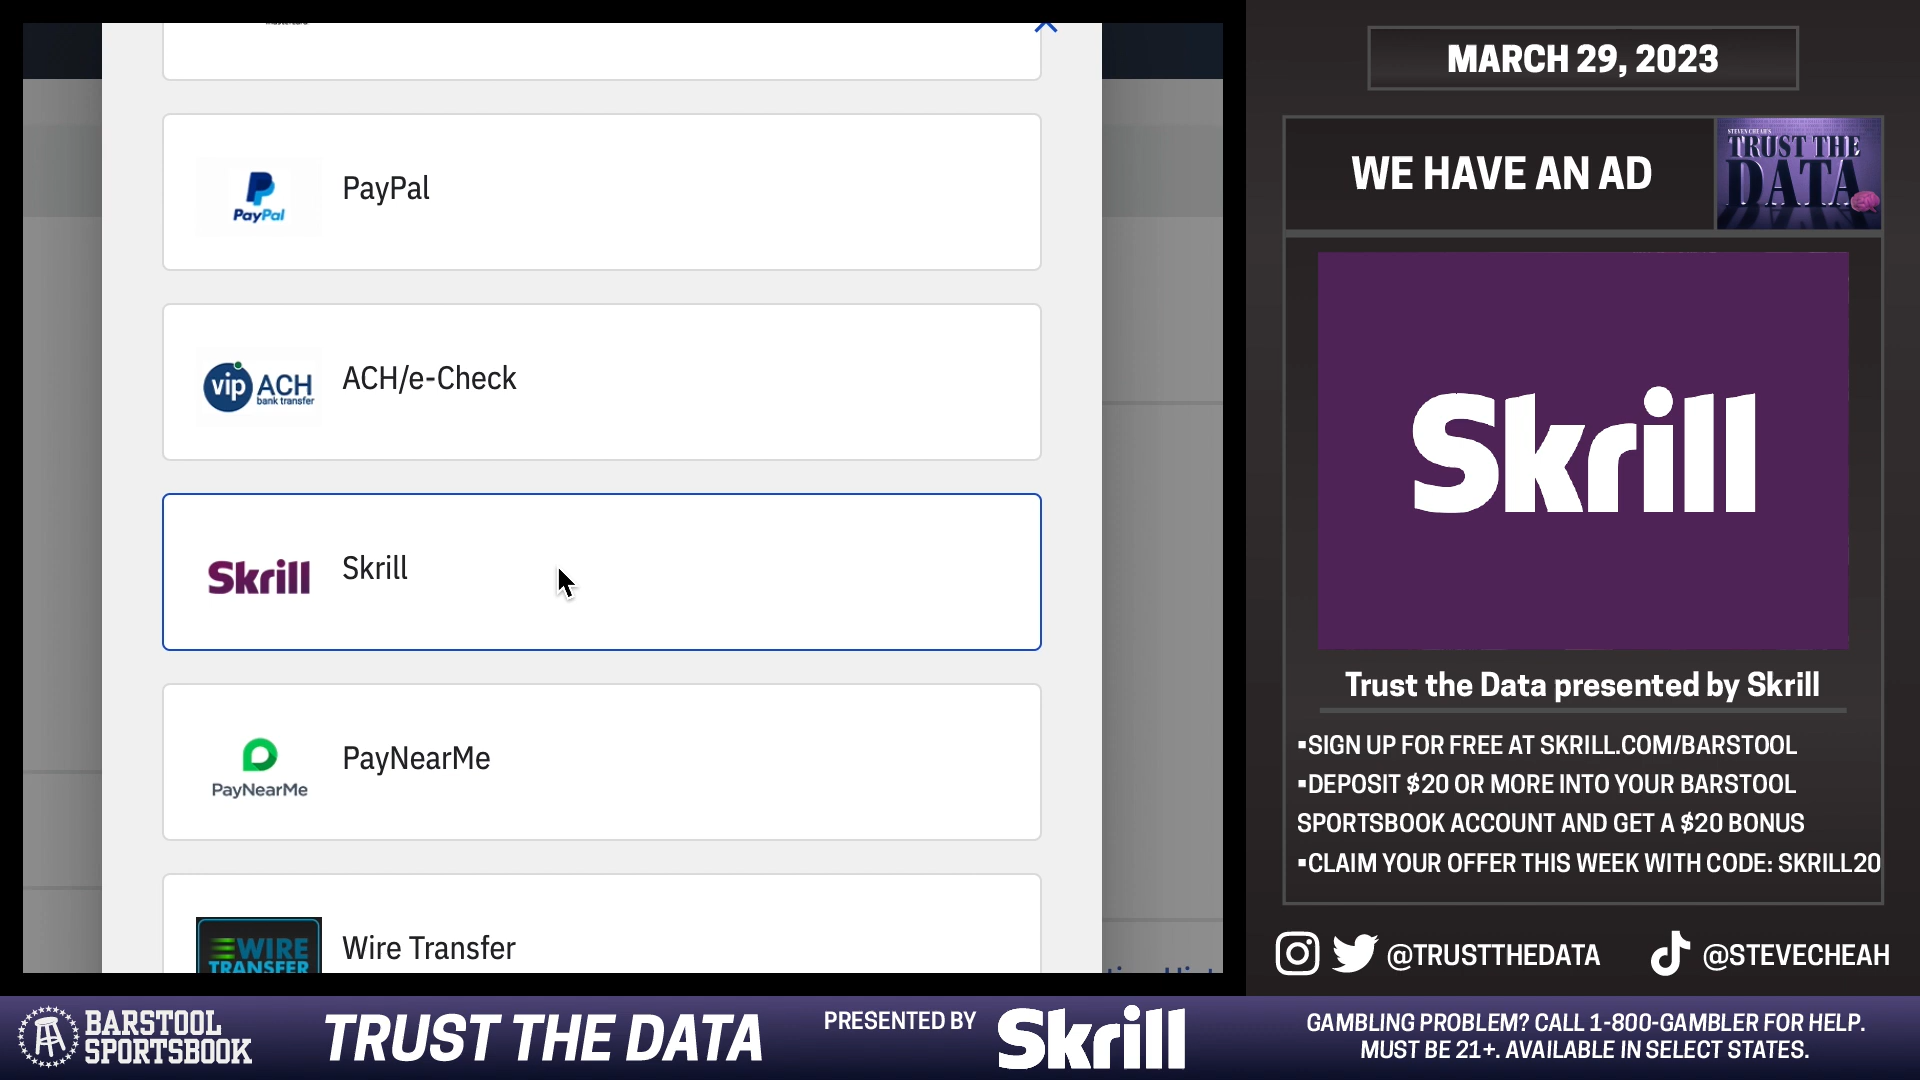 PayPal
PayPal
vip ACH
bank transfer
ACH/e-Check
Skrill
Skrill
PayNearMe
PayNearMe
WIRE
TRANSFER
Wire Transfer
MARCH 29, 2023
WE HAVE AN AD
STEVEN CHEAH'S
TRUST THE
DATA
Skrill
Trust the Data presented by Skrill
▪SIGN UP FOR FREE AT SKRILL.COM/BARSTOOL
▪DEPOSIT $20 OR MORE INTO YOUR BARSTOOL
SPORTSBOOK ACCOUNT AND GET A $20 BONUS
▪CLAIM YOUR OFFER THIS WEEK WITH CODE: SKRILL20
@TRUSTTHEDATA
@STEVECHEAH
BARSTOOL
SPORTSBOOK
TRUST THE DATA
PRESENTED BY
Skrill
GAMBLING PROBLEM? CALL 1-800-GAMBLER FOR HELP.
MUST BE 21+. AVAILABLE IN SELECT STATES.